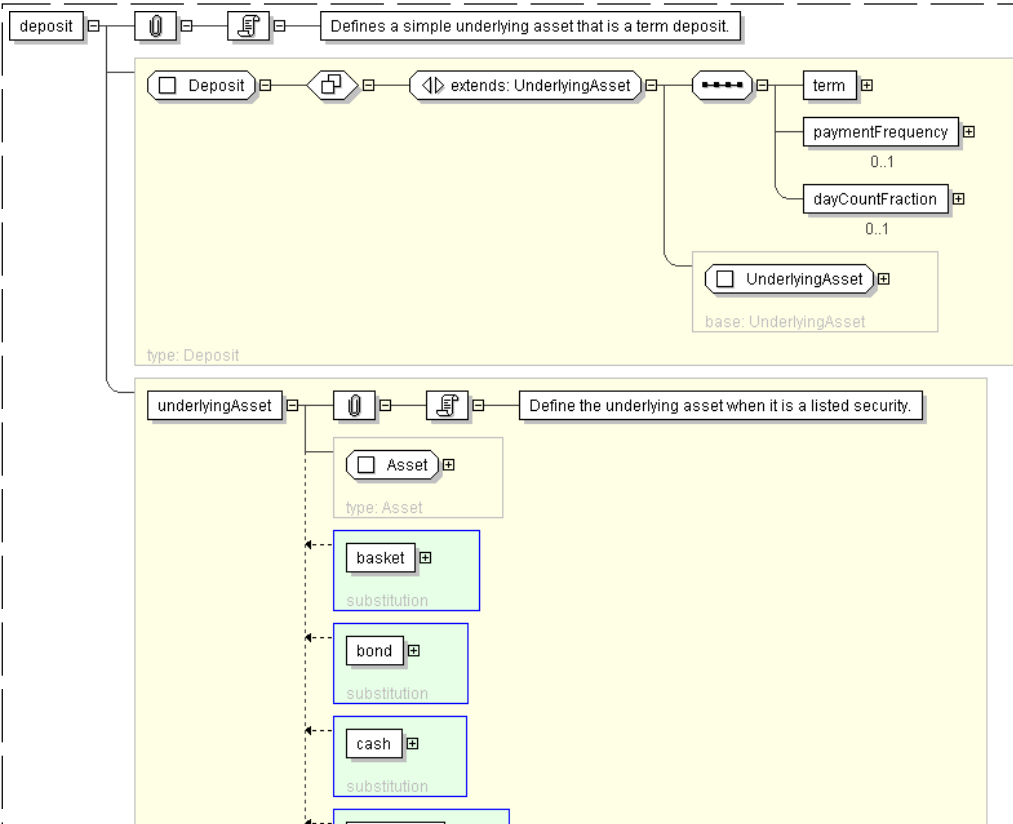 deposit
Defines a simple underlying asset that is a term deposit.
Deposit
extends: UnderlyingAsset
term
paymentFrequency
0..1
dayCountFraction
0..1
UnderlyingAsset
base: UnderlyingAsset
type: Deposit
underlyingAsset
Define the underlying asset when it is a listed security.
Asset
type: Asset
basket
substitution
bond
substitution
cash
substitution